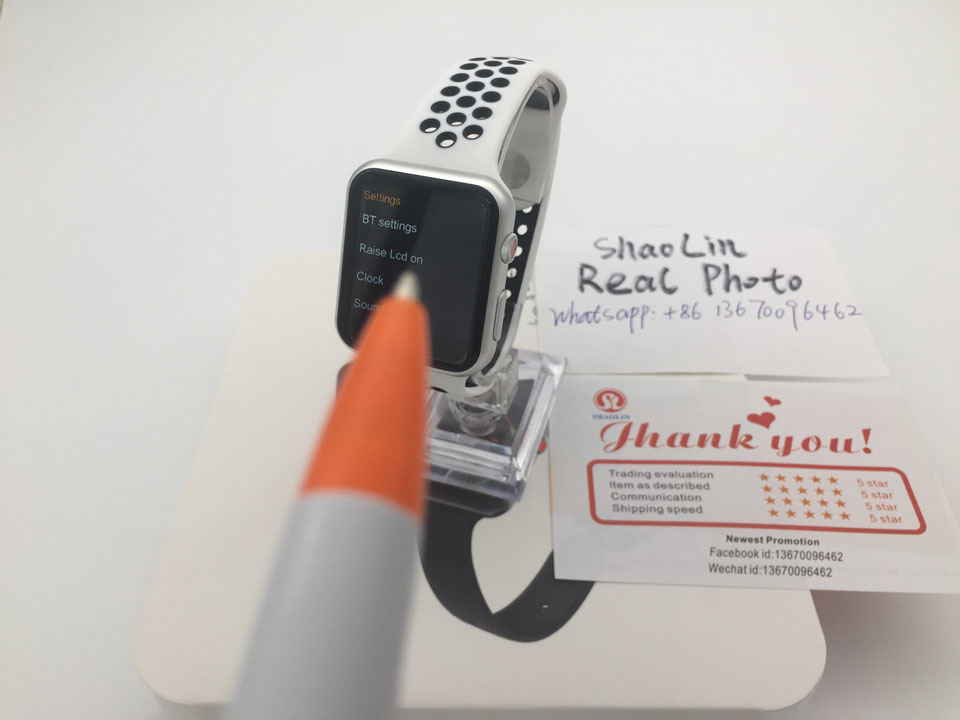 Settings
BT settings
Raise Lcd on
Clock
Soun
ShaoLin
Real Photo
Whatsapp: +86 13670096462
SHAOLIN
Thank you!
Trading evaluation ★★★★★ 5 star
Item as described ★★★★★ 5 star
Communication ★★★★★ 5 star
Shipping speed ★★★★★ 5 star
Newest Promotion
Facebook id:13670096462
Wechat id:13670096462